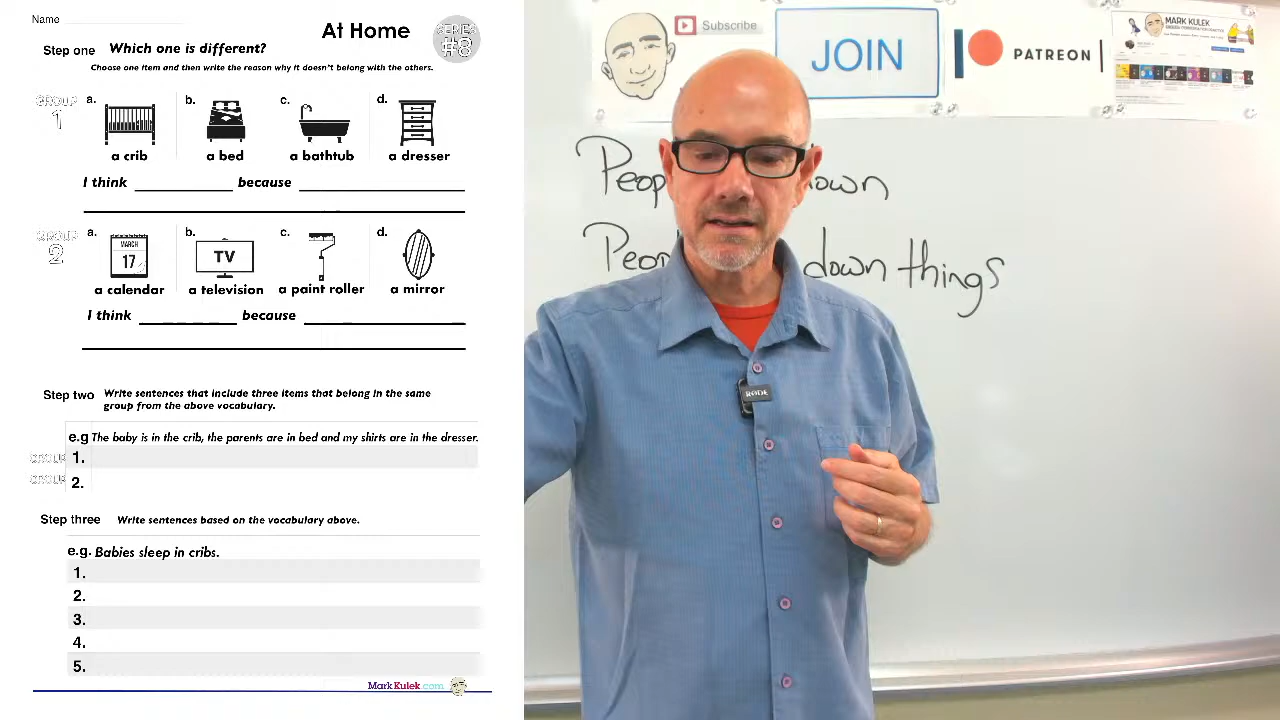 Name
At Home
Step one Which one is different?
Choose one item and then write the reason why it doesn't belong with the
a. b. c. d.
1
a crib a bed a bathtub a dresser
I think because
a. b. c. d.
MARCH
17
TV
2
a calendar a television a paint roller a mirror
I think because
Step two Write sentences that include three items that belong in the same
group from the above vocabulary.
e.g The baby is in the crib, the parents are in bed and my shirts are in the dresser.
1.
2.
Step three Write sentences based on the vocabulary above.
e.g. Babies sleep in cribs.
1.
2.
3.
4.
5.
MarkKulek.com
Subscribe
JOIN
PATREON
MARK KULEK
down
down things
RODE